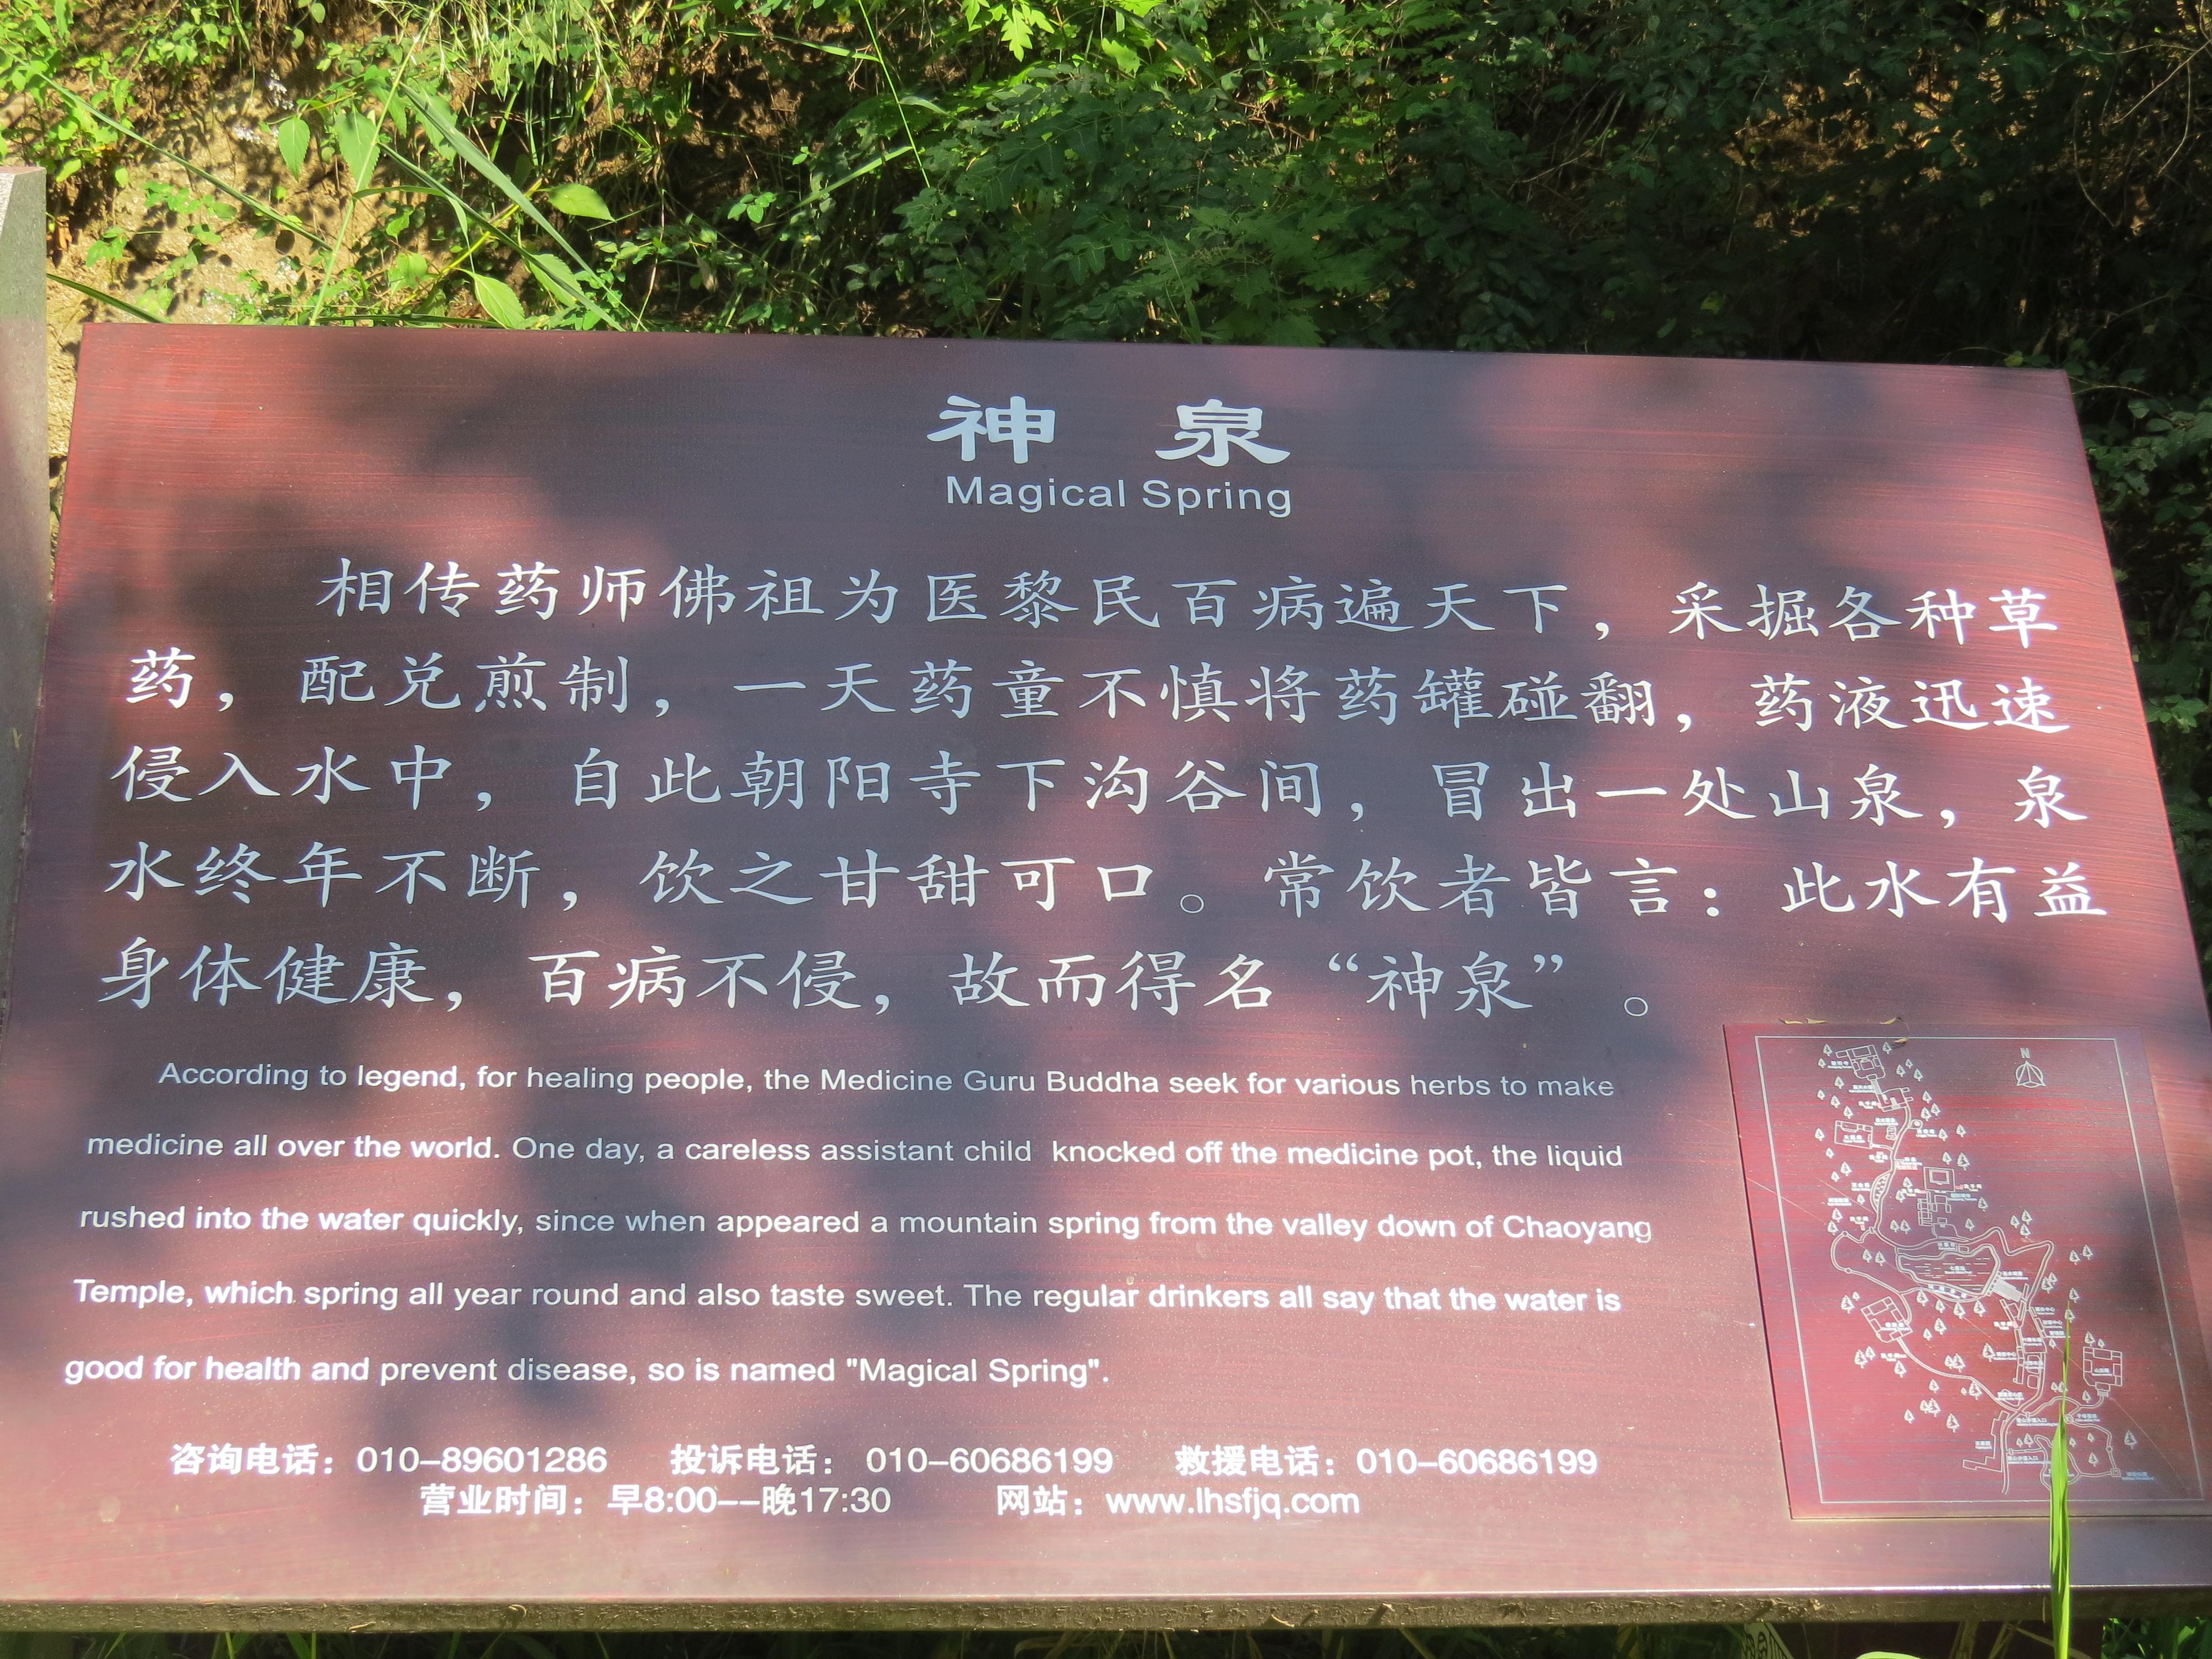 神 泉
Magical Spring
相传药师佛祖为医黎民百病遍天下，采掘各种草
药，配兑煎制，一天药童不慎将药罐碰翻，药液迅速
侵入水中，自此朝阳寺下沟谷间，冒出一处山泉，泉
水终年不断，饮之甘甜可口。常饮者皆言：此水有益
身体健康，百病不侵，故而得名“神泉”。
According to legend, for healing people, the Medicine Guru Buddha seek for various herbs to make
medicine all over the world. One day, a careless assistant child knocked off the medicine pot, the liquid
rushed into the water quickly, since when appeared a mountain spring from the valley down of Chaoyang
Temple, which spring all year round and also taste sweet. The regular drinkers all say that the water is
good for health and prevent disease, so is named "Magical Spring".
咨询电话：010-89601286 投诉电话：010-60686199 救援电话：010-60686199
营业时间：早8:00--晚17:30 网站：www.lhsfjq.com
N